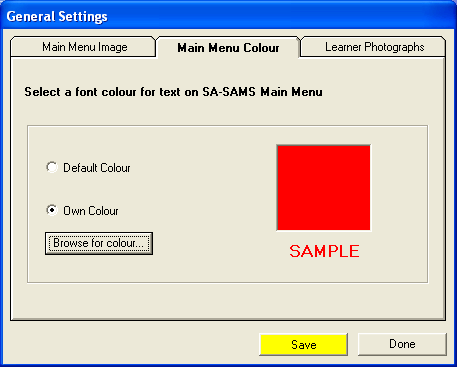 General Settings
Main Menu Image
Main Menu Colour
Learner Photographs
Select a font colour for text on SA-SAMS Main Menu
Default Colour
Own Colour
Browse for colour...
SAMPLE
Save
Done